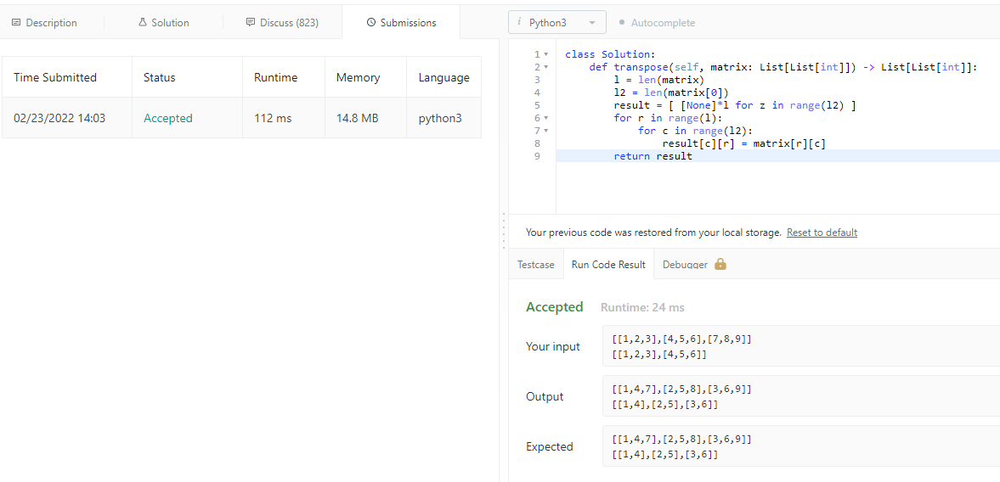 Description Solution Discuss (823) Submissions
Time Submitted Status Runtime Memory Language
02/23/2022 14:03 Accepted 112 ms 14.8 MB python3
i Python3 Autocomplete
1 class Solution:
2 def transpose(self, matrix: List[List[int]]) -> List[List[int]]:
3 l = len(matrix)
4 l2 = len(matrix[0])
5 result = [ [None]*l for z in range(l2) ]
6 for r in range(l):
7 for c in range(l2):
8 result[c][r] = matrix[r][c]
9 return result
Your previous code was restored from your local storage. Reset to default
Testcase Run Code Result Debugger
Accepted Runtime: 24 ms
Your input
[[1,2,3],[4,5,6],[7,8,9]]
[[1,2,3],[4,5,6]]
Output
[[1,4,7],[2,5,8],[3,6,9]]
[[1,4],[2,5],[3,6]]
Expected
[[1,4,7],[2,5,8],[3,6,9]]
[[1,4],[2,5],[3,6]]